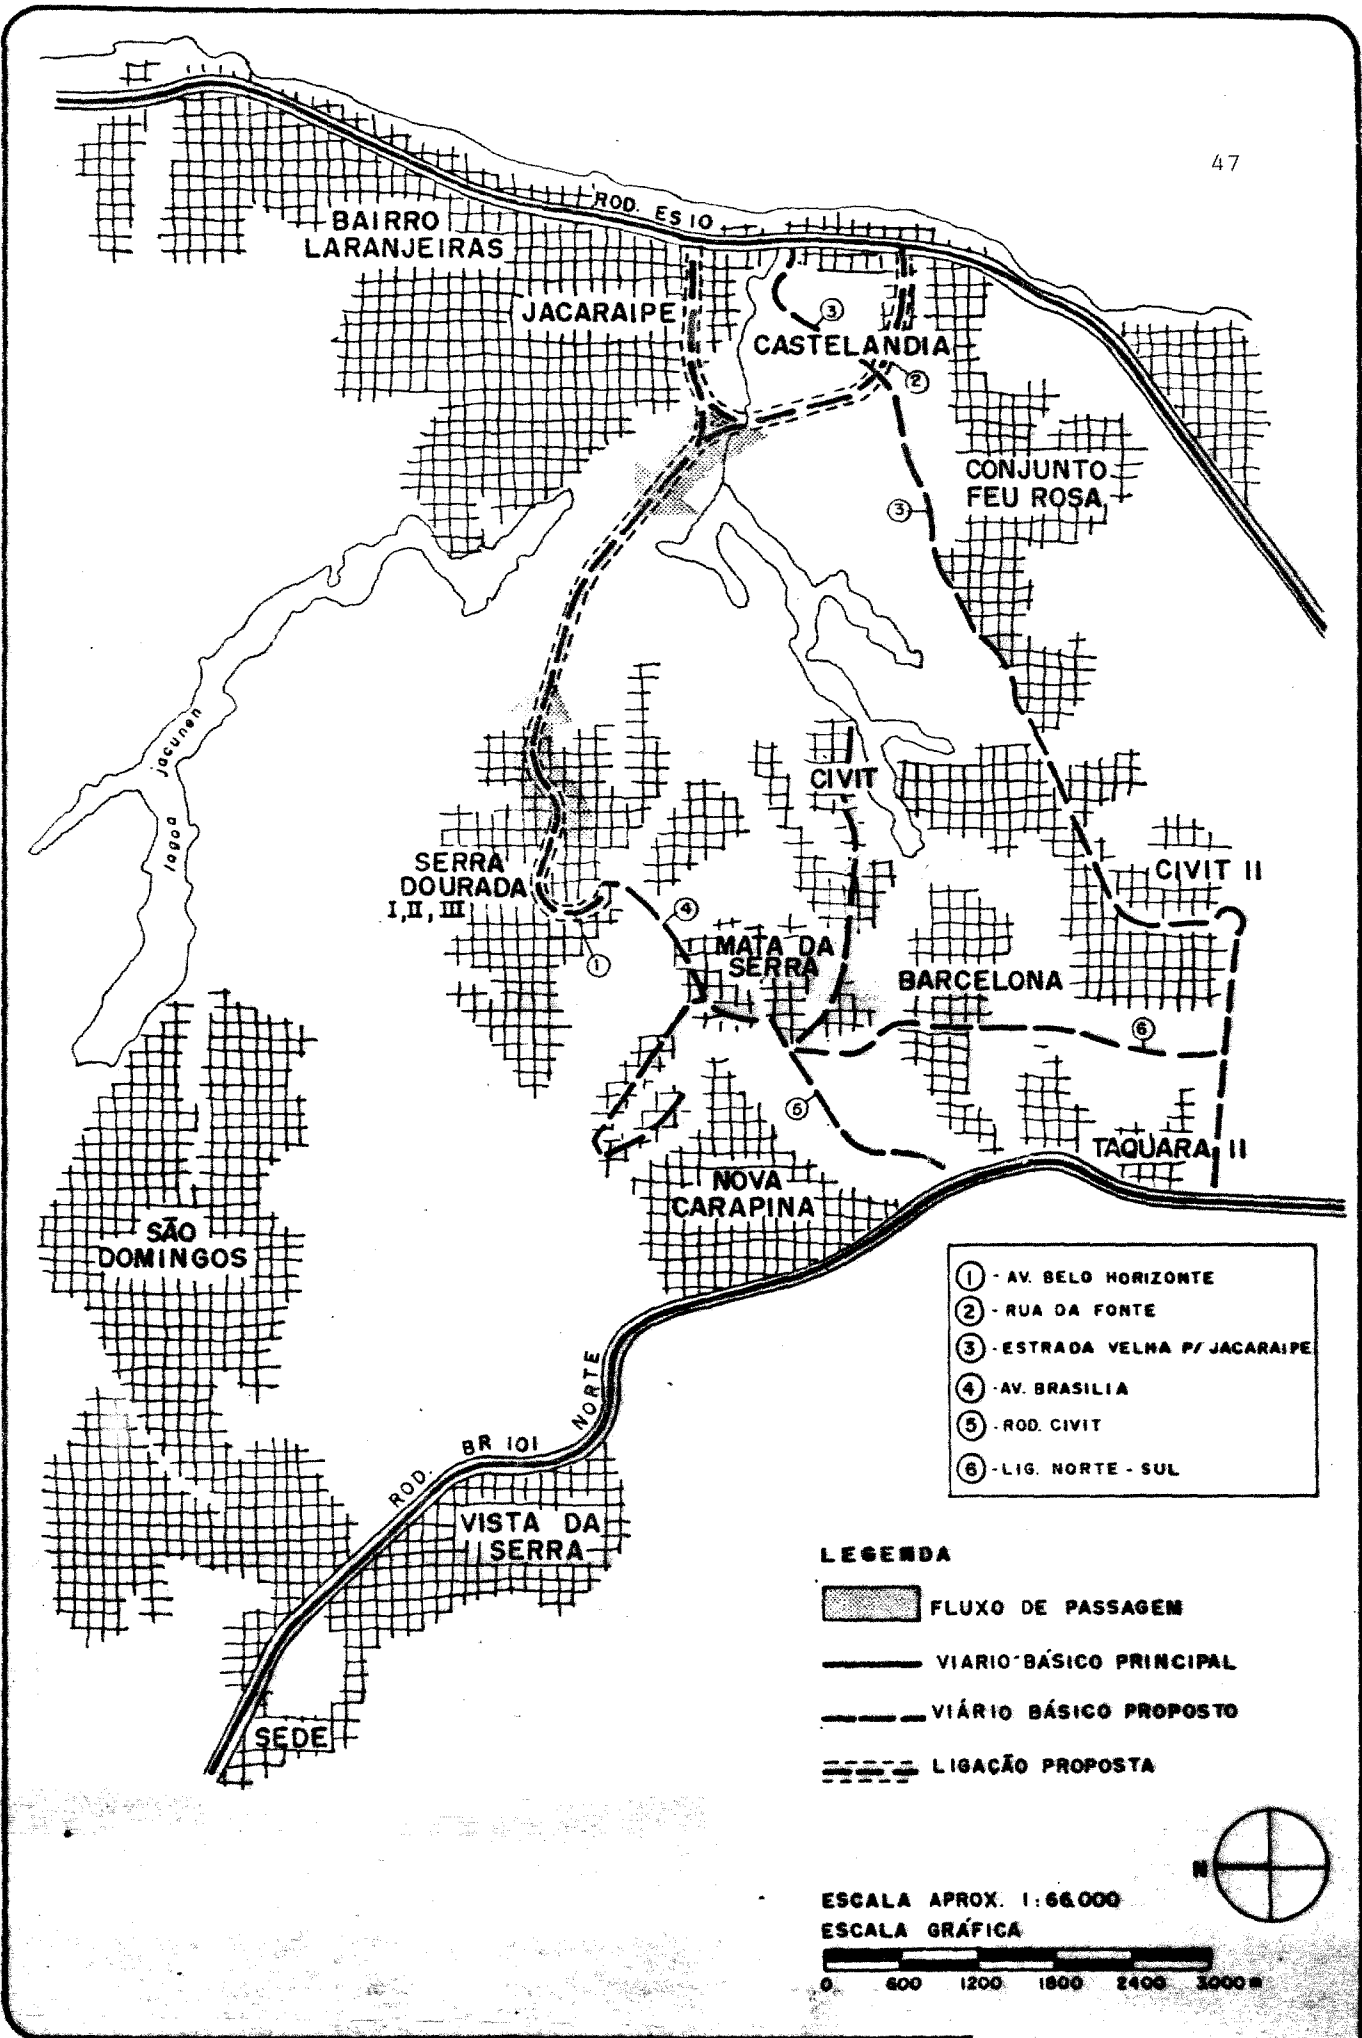 47
ROD. ES 10
BAIRRO
LARANJEIRAS
JACARAIPE
3
CASTELANDIA
2
CONJUNTO
FEU ROSA
3
jacunen
lagoa
CIVIT
SERRA
DOURADA
I, II, III
CIVIT II
4
MATA DA
SERRA
1
BARCELONA
6
5
TAQUARA II
NOVA
CARAPINA
SÃO
DOMINGOS
1 - AV. BELO HORIZONTE
2 - RUA DA FONTE
3 - ESTRADA VELHA P/ JACARAIPE
4 - AV. BRASILIA
5 - ROD. CIVIT
6 - LIG. NORTE - SUL
ROD. BR 101 NORTE
VISTA DA
SERRA
SEDE
LEGENDA
FLUXO DE PASSAGEM
VIARIO BÁSICO PRINCIPAL
VIÁRIO BÁSICO PROPOSTO
LIGAÇÃO PROPOSTA
N
ESCALA APROX. 1:66.000
ESCALA GRÁFICA
0 600 1200 1800 2400 3000 m